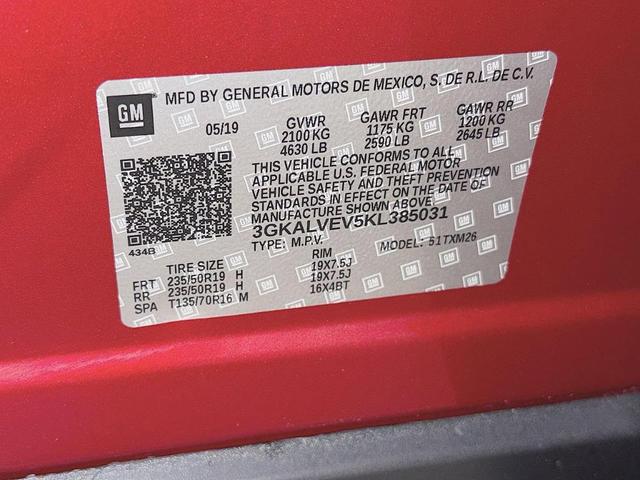 GM
MFD BY GENERAL MOTORS DE MEXICO, S. DE R.L. DE C.V.
05/19 GVWR GAWR FRT GAWR RR
2100 KG 1175 KG 1200 KG
4630 LB 2590 LB 2645 LB
THIS VEHICLE CONFORMS TO ALL
APPLICABLE U.S. FEDERAL MOTOR
VEHICLE SAFETY AND THEFT PREVENTION
STANDARDS IN EFFECT ON THE DATE OF
MANUFACTURE SHOWN ABOVE
3GKALVEV5KL385031
434B
TYPE: M.P.V. MODEL: 51TXM26
TIRE SIZE RIM
FRT 235/50R19 H 19X7.5J
RR 235/50R19 H 19X7.5J
SPA T135/70R16 M 16X4BT